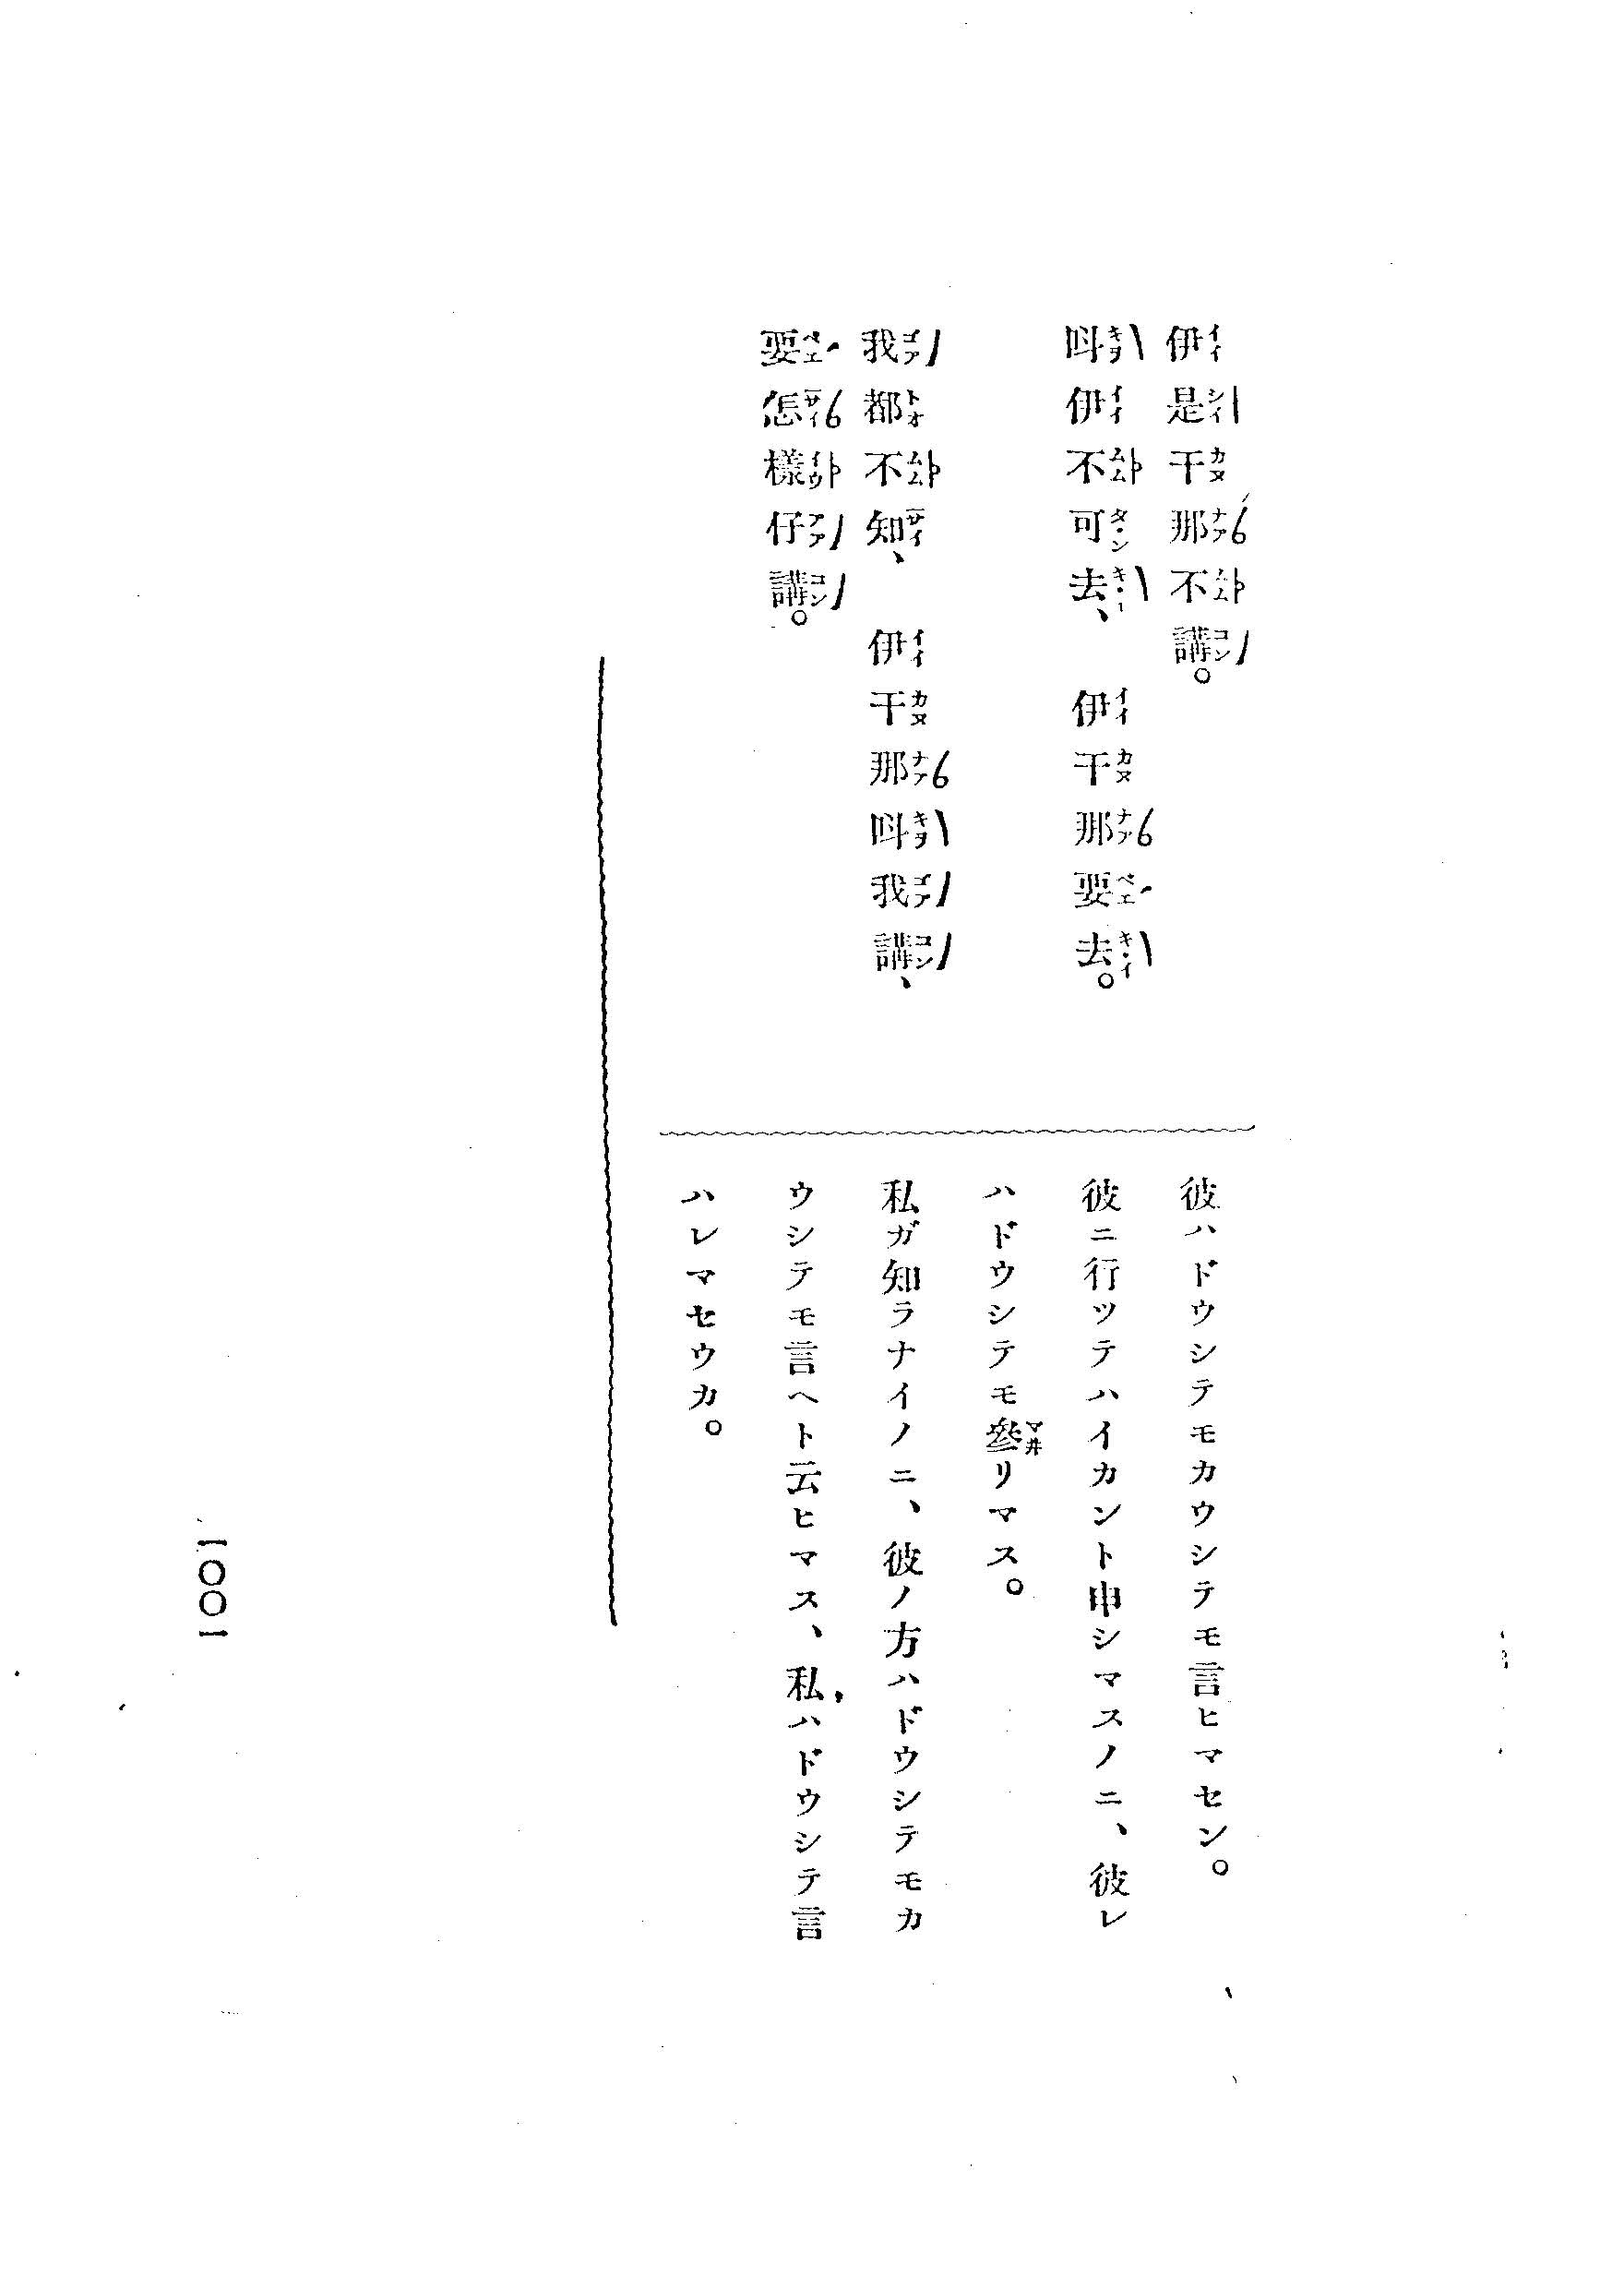 伊是干那不講。
呌伊不可去、伊干那要去。
我都不知、伊干那呌我講、
要怎樣仔講。
彼ハドウシテモカウシテモ言ヒマセン。
彼ニ行ツテハイカント申シマスノニ、彼レ
ハドウシテモ參リマス。
私ガ知ラナイノニ、彼ノ方ハドウシテモカ
ウシテモ言ヘト云ヒマス、私ハドウシテ言
ハレマセウカ。
一〇〇一